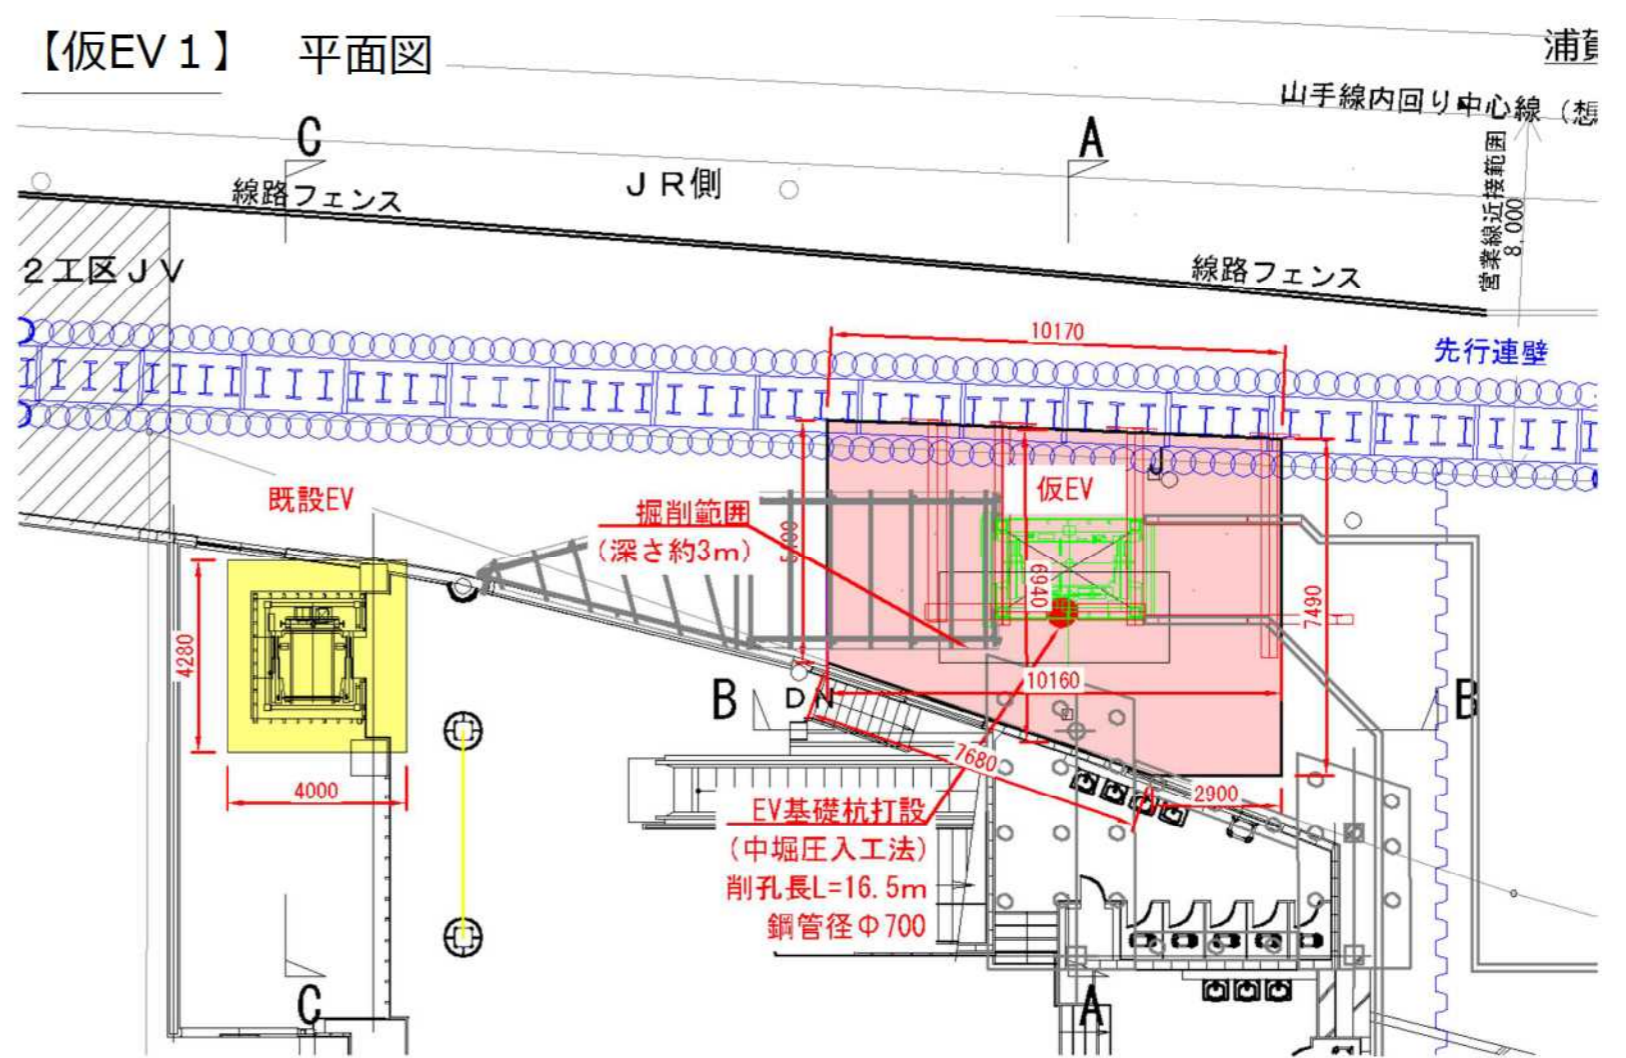 【仮EV1】 平面図
浦賀
山手線内回り中心線（想
C
A
JR側
線路フェンス
線路フェンス
営業線近接範囲
8.000
2工区JV
先行連壁
10170
既設EV
掘削範囲
(深さ約3m)
仮EV
6640
7490
4280
4000
B
B
DN
10160
7680
2900
EV基礎杭打設
(中堀圧入工法)
削孔長L=16.5m
鋼管径Φ700
C
A